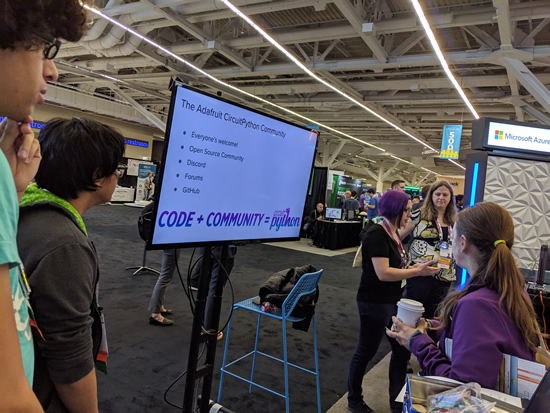 The Adafruit CircuitPython Community
Everyone's welcome!
Open Source Community
Discord
Forums
GitHub
CODE + COMMUNITY = python
Microsoft Azure